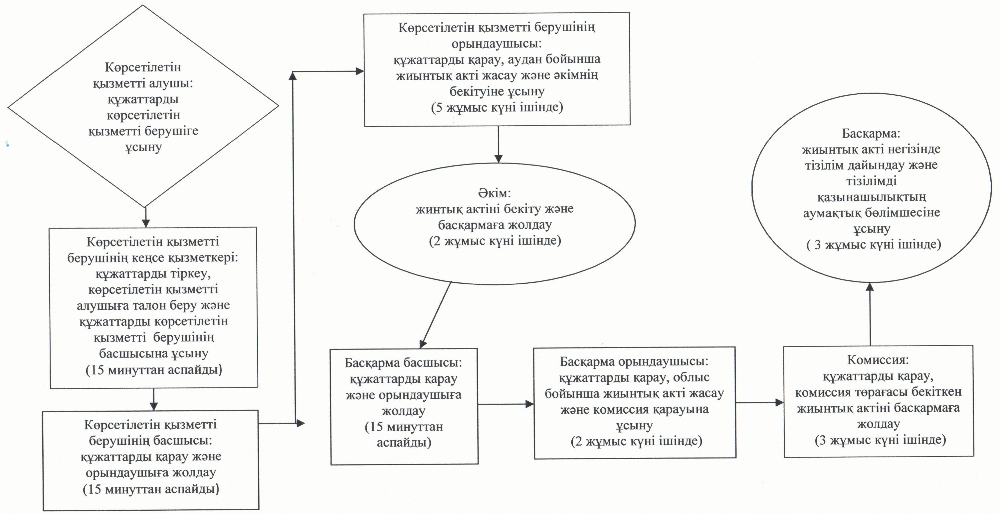 Көрсетілетін
қызметті алушы:
құжаттарды
көрсетілетін
қызметті берушіге
ұсыну
Көрсетілетін қызметті
берушінің кеңсе қызметкері:
құжаттарды тіркеу,
көрсетілетін қызметті
алушыға талон беру және
құжаттарды көрсетілетін
қызметті берушінің
басшысына ұсыну
(15 минуттан аспайды)
Көрсетілетін қызметті
берушінің басшысы:
құжаттарды қарау және
орындаушыға жолдау
(15 минуттан аспайды)
Көрсетілетін қызметті берушінің
орындаушысы:
құжаттарды қарау, аудан бойынша
жиынтық акті жасау және әкімнің
бекітуіне ұсыну
(5 жұмыс күні ішінде)
Әкім:
жинтық актіні бекіту және
басқармаға жолдау
(2 жұмыс күні ішінде)
Басқарма басшысы:
құжаттарды қарау
және орындаушыға
жолдау
(15 минуттан
аспайды)
Басқарма орындаушысы:
құжаттарды қарау, облыс
бойынша жиынтық акті жасау
және комиссия қарауына
ұсыну
(2 жұмыс күні ішінде)
Комиссия:
құжаттарды қарау,
комиссия төрағасы бекіткен
жиынтық актіні басқармаға
жолдау
(3 жұмыс күні ішінде)
Басқарма:
жиынтық акті негізінде
тізілім дайындау және
тізілімді
қазынашылықтың
аумақтық бөлімшесіне
ұсыну
( 3 жұмыс күні ішінде)